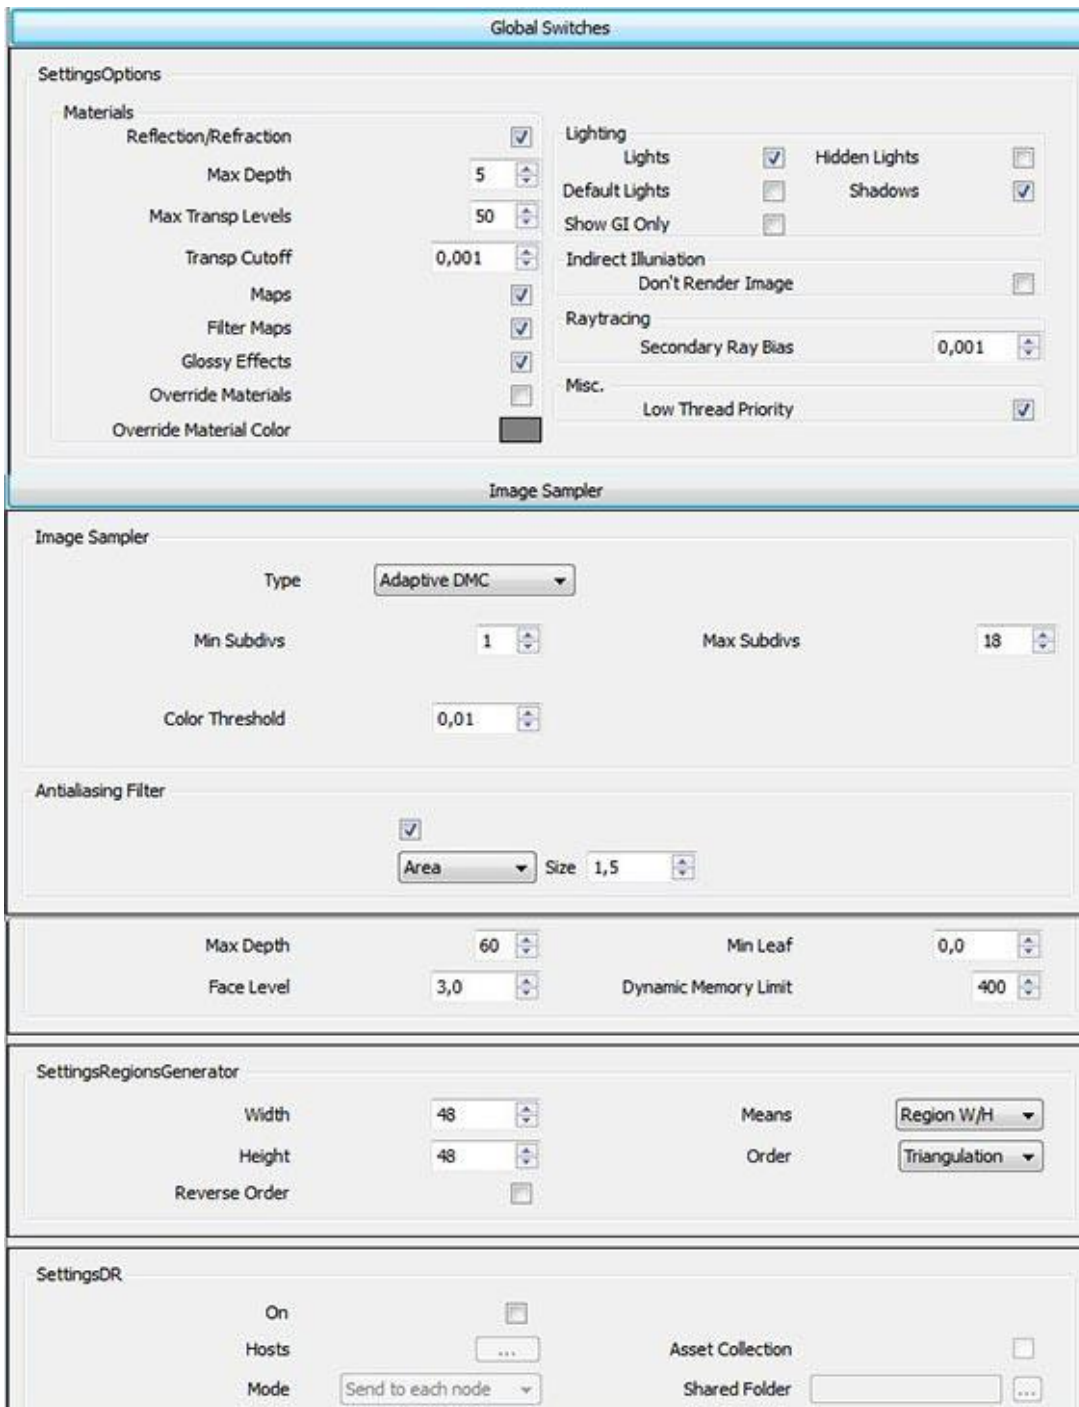 Global Switches
SettingsOptions
Materials
Reflection/Refraction
Max Depth 5
Max Transp Levels 50
Transp Cutoff 0,001
Maps
Filter Maps
Glossy Effects
Override Materials
Override Material Color
Lighting
Lights Hidden Lights
Default Lights Shadows
Show GI Only
Indirect Illuniation
Don't Render Image
Raytracing
Secondary Ray Bias 0,001
Misc.
Low Thread Priority
Image Sampler
Image Sampler
Type Adaptive DMC
Min Subdivs 1 Max Subdivs 18
Color Threshold 0,01
Antialiasing Filter
Area Size 1,5
Max Depth 60 Min Leaf 0,0
Face Level 3,0 Dynamic Memory Limit 400
SettingsRegionsGenerator
Width 48 Means Region W/H
Height 48 Order Triangulation
Reverse Order
SettingsDR
On
Hosts ... Asset Collection
Mode Send to each node Shared Folder ...